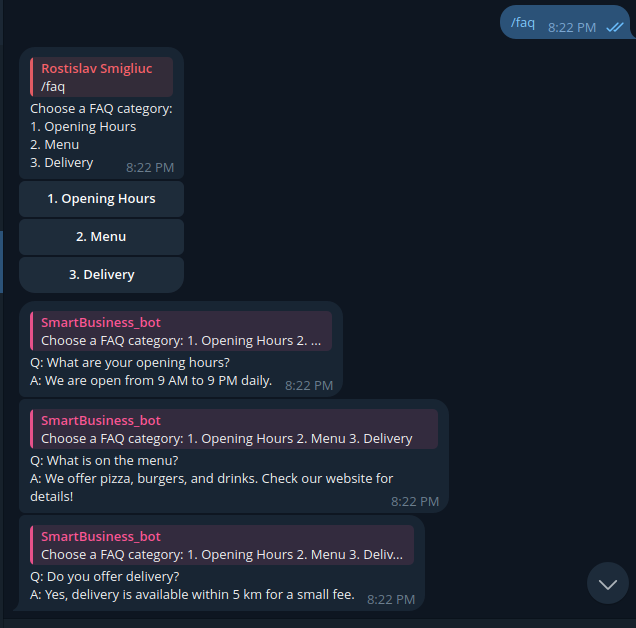 /faq 8:22 PM
Rostislav Smigliuc
/faq
Choose a FAQ category:
1. Opening Hours
2. Menu
3. Delivery 8:22 PM
1. Opening Hours
2. Menu
3. Delivery
SmartBusiness_bot
Choose a FAQ category: 1. Opening Hours 2. ...
Q: What are your opening hours?
A: We are open from 9 AM to 9 PM daily. 8:22 PM
SmartBusiness_bot
Choose a FAQ category: 1. Opening Hours 2. Menu 3. Delivery
Q: What is on the menu?
A: We offer pizza, burgers, and drinks. Check our website for
details! 8:22 PM
SmartBusiness_bot
Choose a FAQ category: 1. Opening Hours 2. Menu 3. Deliv...
Q: Do you offer delivery?
A: Yes, delivery is available within 5 km for a small fee. 8:22 PM